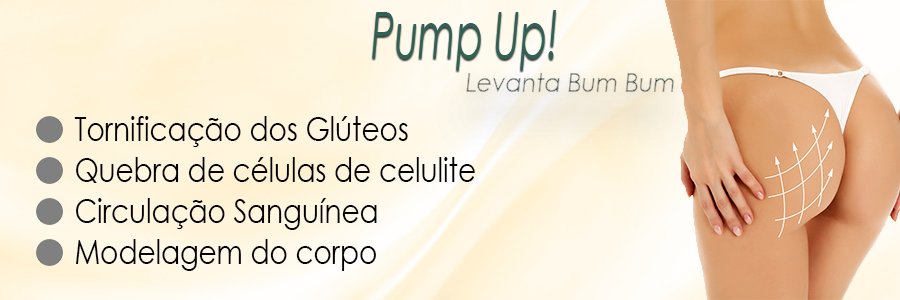 Pump Up!
Levanta Bum Bum
Tornificação dos Glúteos
Quebra de células de celulite
Circulação Sanguínea
Modelagem do corpo